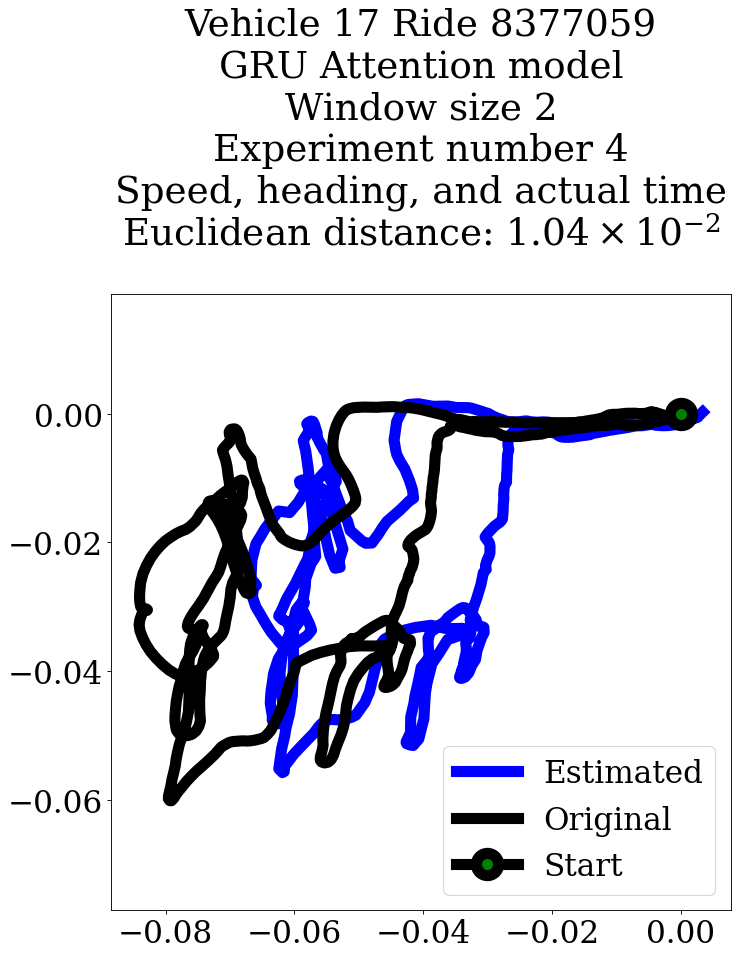 Vehicle 17 Ride 8377059
GRU Attention model
Window size 2
Experiment number 4
Speed, heading, and actual time
Euclidean distance: 1.04 × 10⁻²
0.00
−0.02
−0.04
−0.06
Estimated
Original
Start
−0.08 −0.06 −0.04 −0.02 0.00